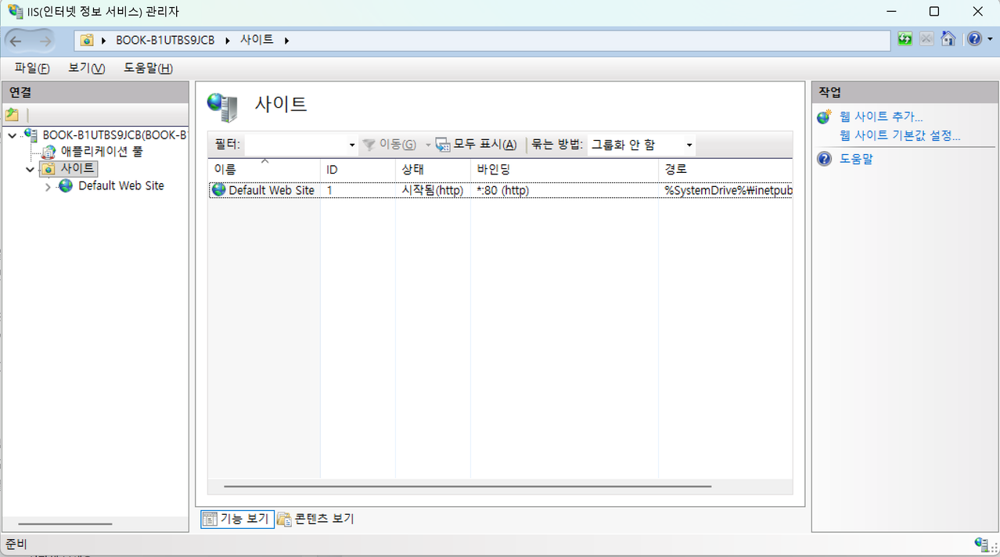 IIS(인터넷 정보 서비스) 관리자
BOOK-B1UTBS9JCB 사이트
파일(F) 보기(V) 도움말(H)
연결
BOOK-B1UTBS9JCB(BOOK-B
애플리케이션 풀
사이트
Default Web Site
사이트
필터: 이동(G) 모두 표시(A) 묶는 방법: 그룹화 안 함
이름 ID 상태 바인딩 경로
Default Web Site 1 시작됨(http) *:80 (http) %SystemDrive%₩inetpub
기능 보기 콘텐츠 보기
작업
웹 사이트 추가...
웹 사이트 기본값 설정...
도움말
준비